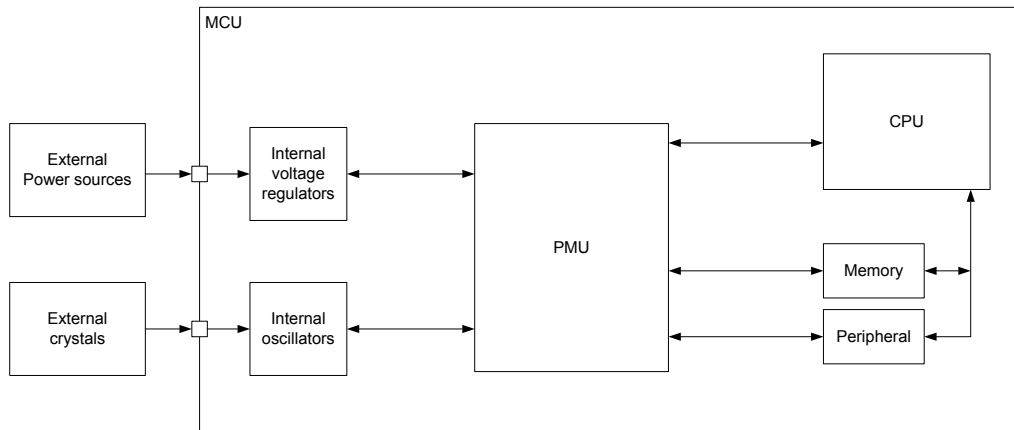 MCU
CPU
External
Power sources
Internal
voltage
regulators
PMU
Memory
External
crystals
Internal
oscillators
Peripheral